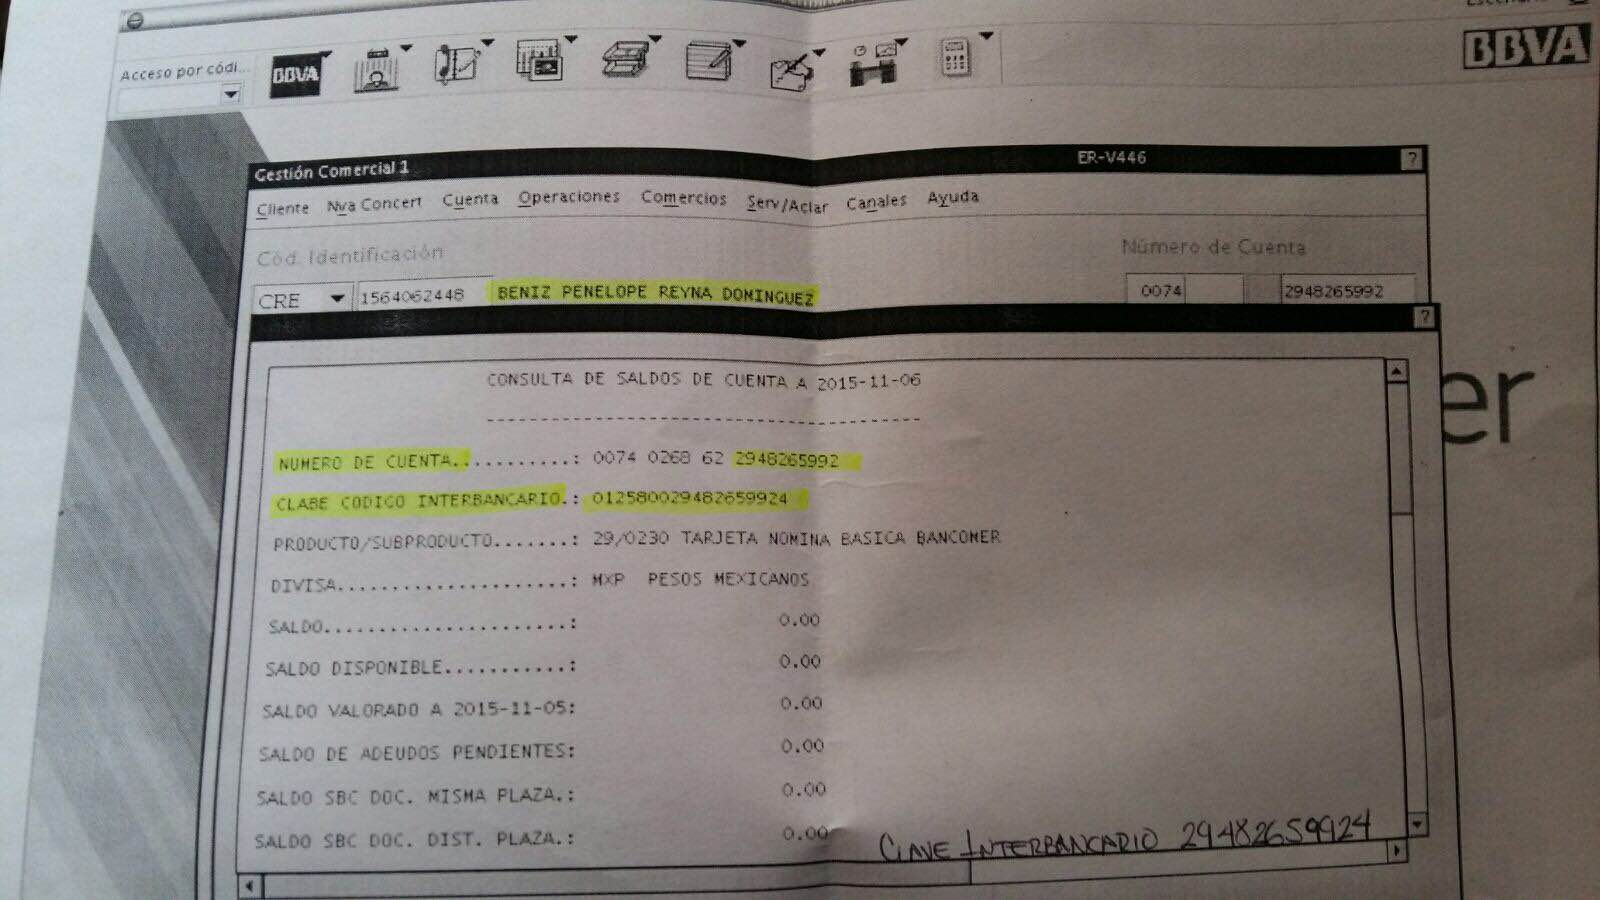 Acceso por códi...
BBVA
BBVA
Gestión Comercial 1 ER-V446 ?
Cliente Nva Concert Cuenta Operaciones Comercios Serv/Aclar Canales Ayuda
Cód. Identificación Número de Cuenta
CRE 1564062448 BENIZ PENELOPE REYNA DOMINGUEZ 0074 2948265992
?
CONSULTA DE SALDOS DE CUENTA A 2015-11-06
----------------------------------------
er
NUMERO DE CUENTA...........: 0074 0268 62 2948265992
CLABE CODIGO INTERBANCARIO.: 012580029482659924
PRODUCTO/SUBPRODUCTO.......: 29/0230 TARJETA NOMINA BASICA BANCOMER
DIVISA.....................: MXP PESOS MEXICANOS
SALDO......................: 0.00
SALDO DISPONIBLE...........: 0.00
SALDO VALORADO A 2015-11-05: 0.00
SALDO DE ADEUDOS PENDIENTES: 0.00
SALDO SBC DOC. MISMA PLAZA.: 0.00
SALDO SBC DOC. DIST. PLAZA.: 0.00
CLAVE INTERBANCARIO 29482659924